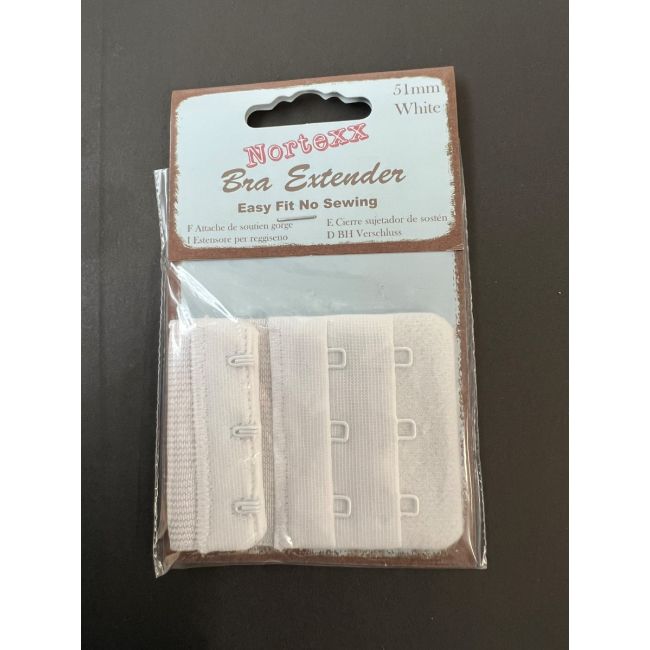 51mm
White
Nortexx
Bra Extender
Easy Fit No Sewing
F Attache de soutien gorge
I Estensore per reggiseno
E Cierre sujetador de sostén
D BH Verschluss